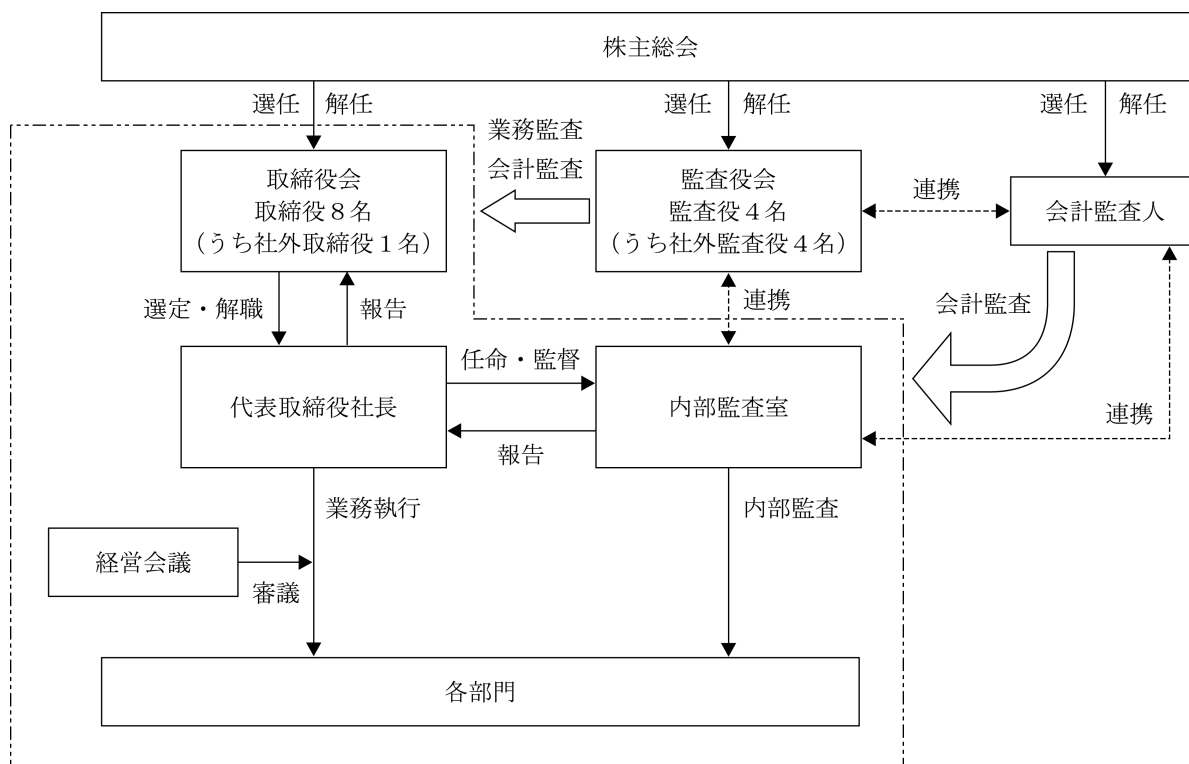 株主総会
選任
解任
選任
解任
選任
解任
業務監査
会計監査
取締役会
取締役8名
（うち社外取締役1名）
監査役会
監査役4名
（うち社外監査役4名）
連携
会計監査人
選定・解職
報告
連携
会計監査
代表取締役社長
任命・監督
報告
内部監査室
連携
業務執行
内部監査
経営会議
審議
各部門